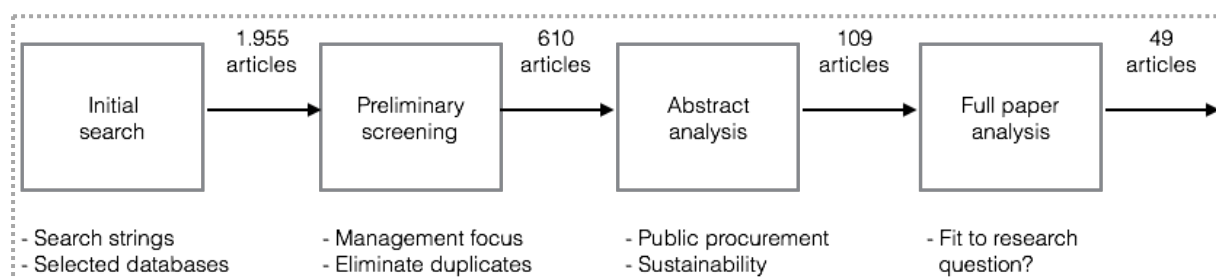 1.955
articles
610
articles
109
articles
49
articles
Initial
search
Preliminary
screening
Abstract
analysis
Full paper
analysis
- Search strings
- Selected databases
- Management focus
- Eliminate duplicates
- Public procurement
- Sustainability
- Fit to research
question?